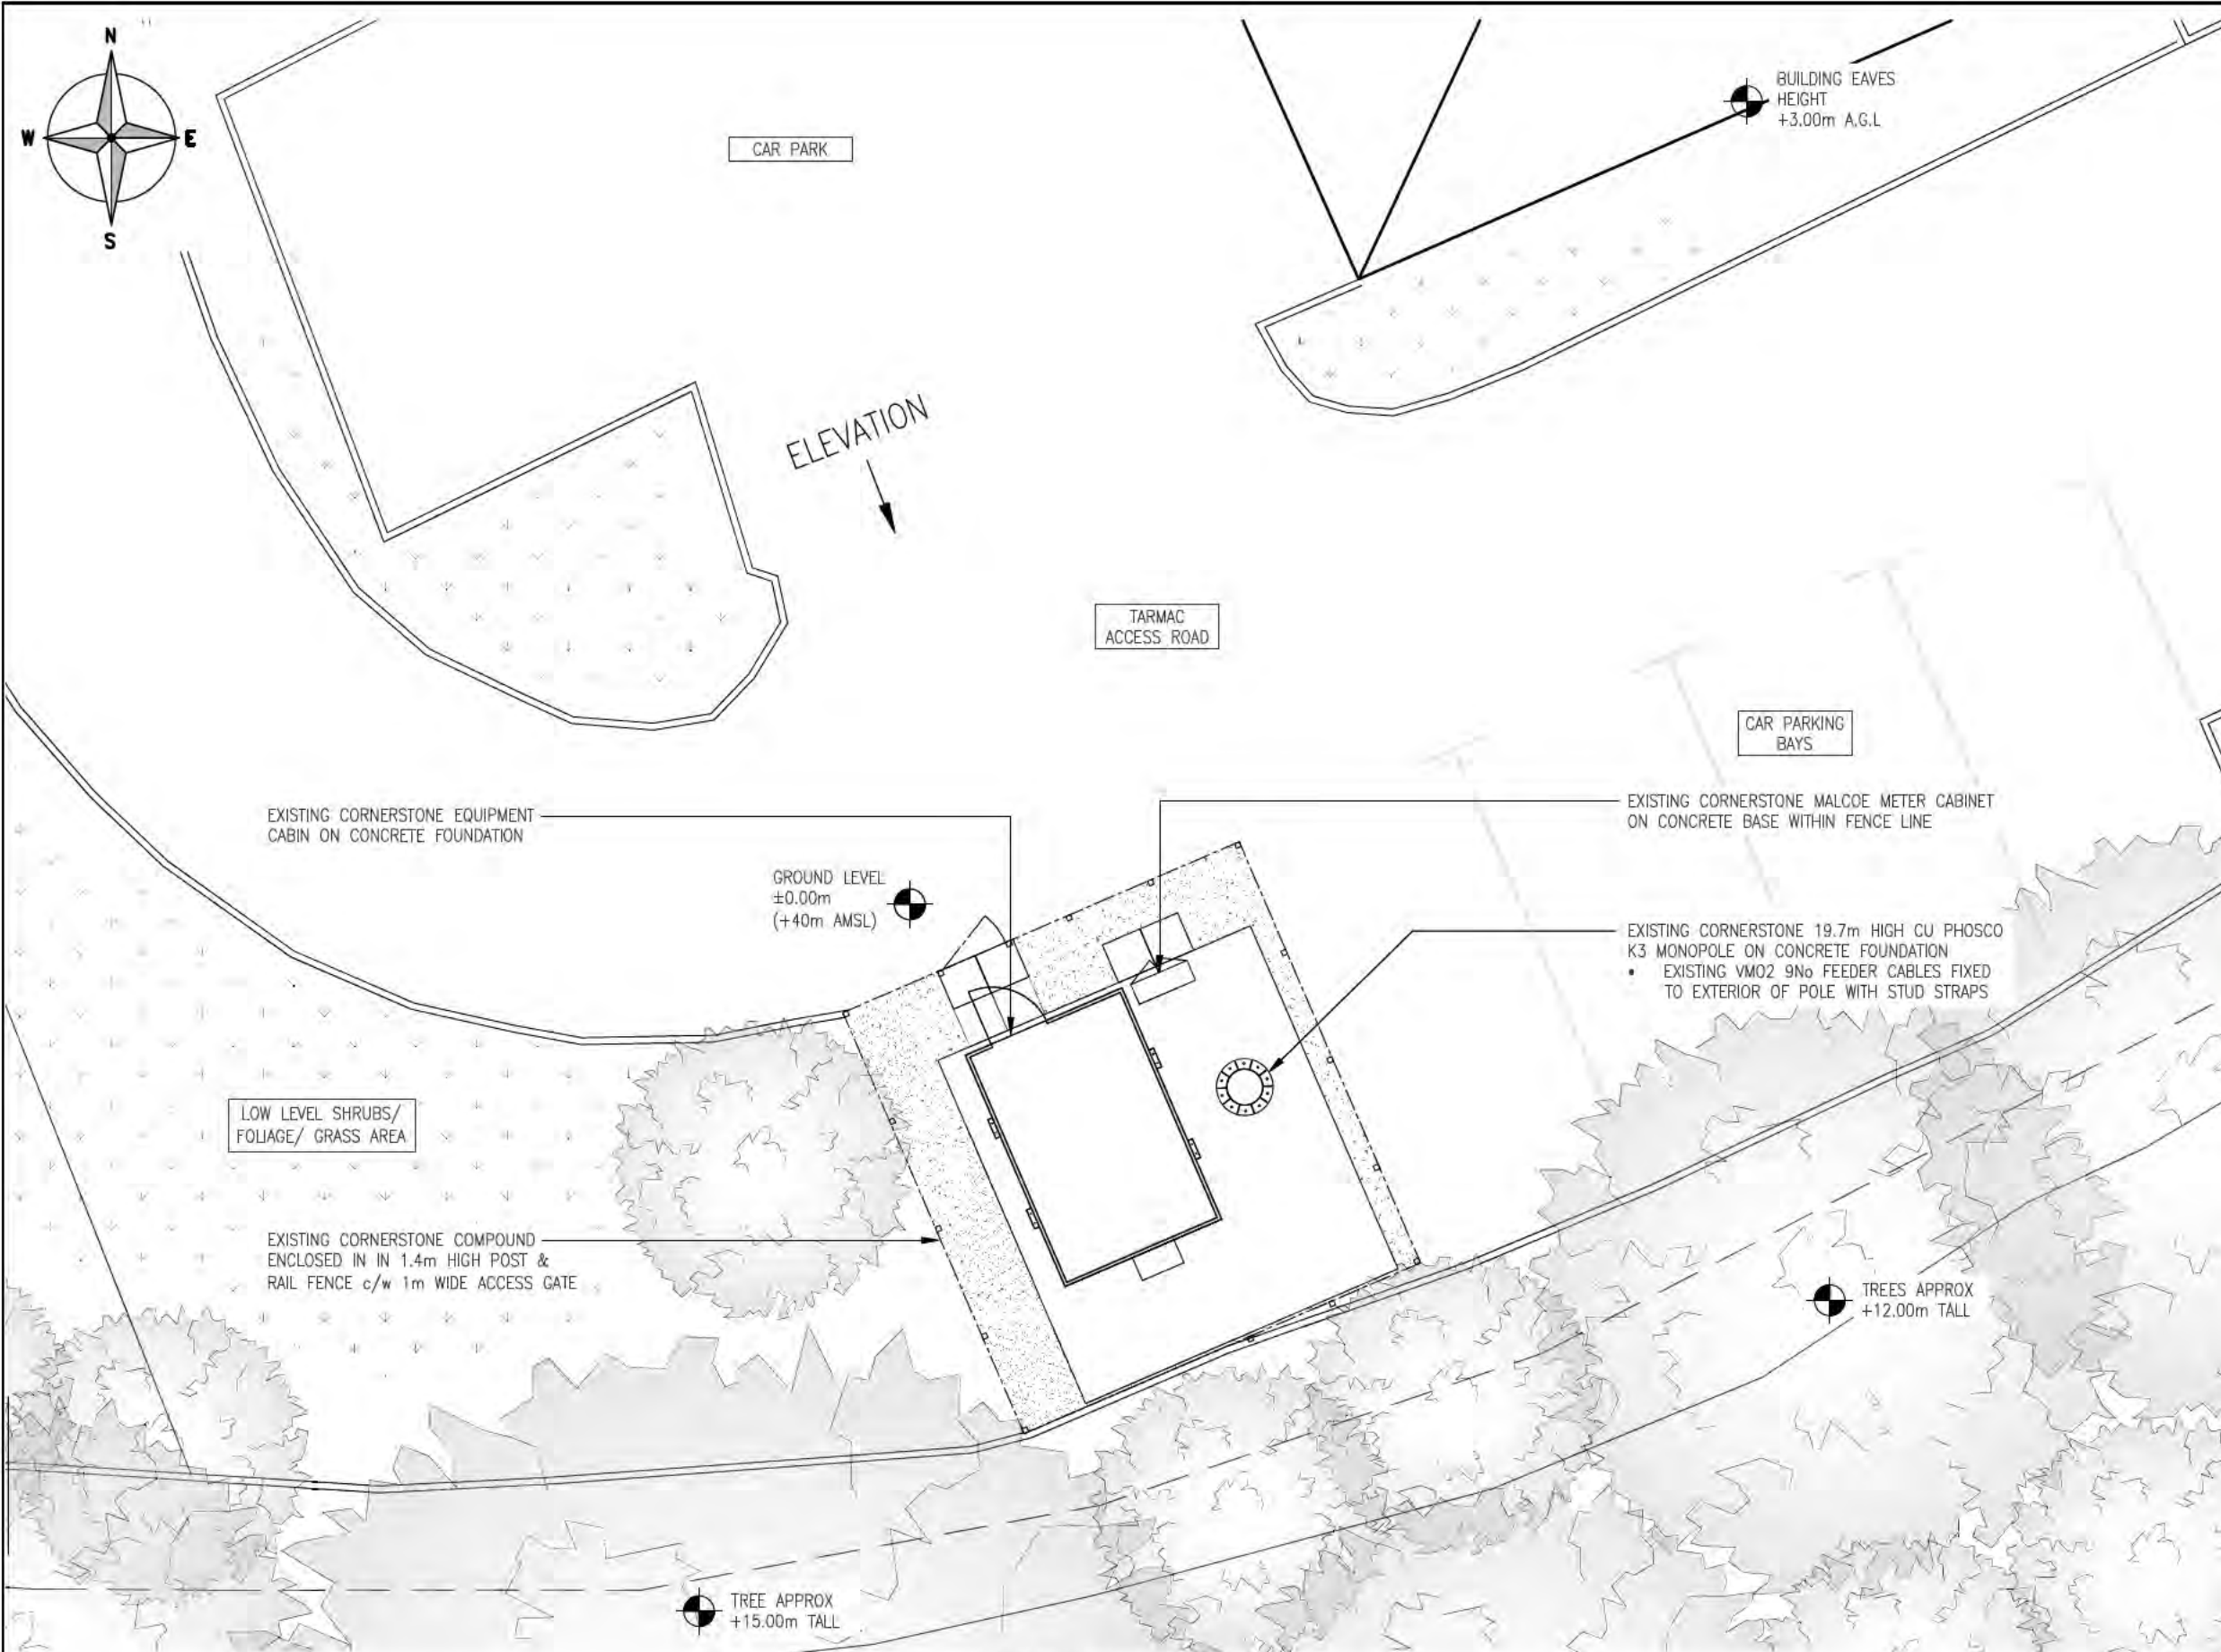 N
W
E
S
CAR PARK
BUILDING EAVES
HEIGHT
+3.00m A.G.L
ELEVATION
TARMAC
ACCESS ROAD
CAR PARKING
BAYS
EXISTING CORNERSTONE EQUIPMENT
CABIN ON CONCRETE FOUNDATION
EXISTING CORNERSTONE MALCOE METER CABINET
ON CONCRETE BASE WITHIN FENCE LINE
GROUND LEVEL
±0.00m
(+40m AMSL)
EXISTING CORNERSTONE 19.7m HIGH CU PHOSCO
K3 MONOPOLE ON CONCRETE FOUNDATION
• EXISTING VMO2 9No FEEDER CABLES FIXED
TO EXTERIOR OF POLE WITH STUD STRAPS
LOW LEVEL SHRUBS/
FOLIAGE/ GRASS AREA
EXISTING CORNERSTONE COMPOUND
ENCLOSED IN IN 1.4m HIGH POST &
RAIL FENCE c/w 1m WIDE ACCESS GATE
TREES APPROX
+12.00m TALL
TREE APPROX
+15.00m TALL